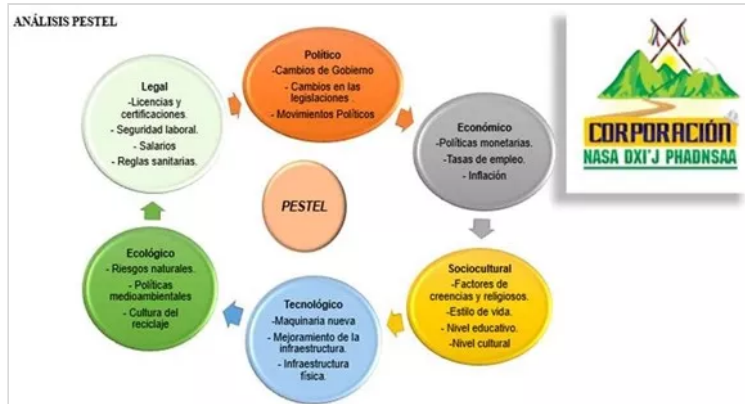 ANÁLISIS PESTEL
Político
-Cambios de Gobierno
- Cambios en las
legislaciones .
- Movimientos Políticos
Económico
-Políticas monetarias.
-Tasas de empleo.
- Inflación
Sociocultural
-Factores de
creencias y religiosos.
-Estilo de vida.
- Nivel educativo.
-Nivel cultural
Tecnológico
-Maquinaria nueva
- Mejoramiento de la
infraestructura.
- Infraestructura
física.
Ecológico
- Riesgos naturales.
- Políticas
medioambientales
- Cultura del
reciclaje
Legal
-Licencias y
certificaciones.
- Seguridad laboral.
- Salarios
- Reglas sanitarias.
PESTEL
CORPORACIÓN
NASA DXI'J PHADNSAA